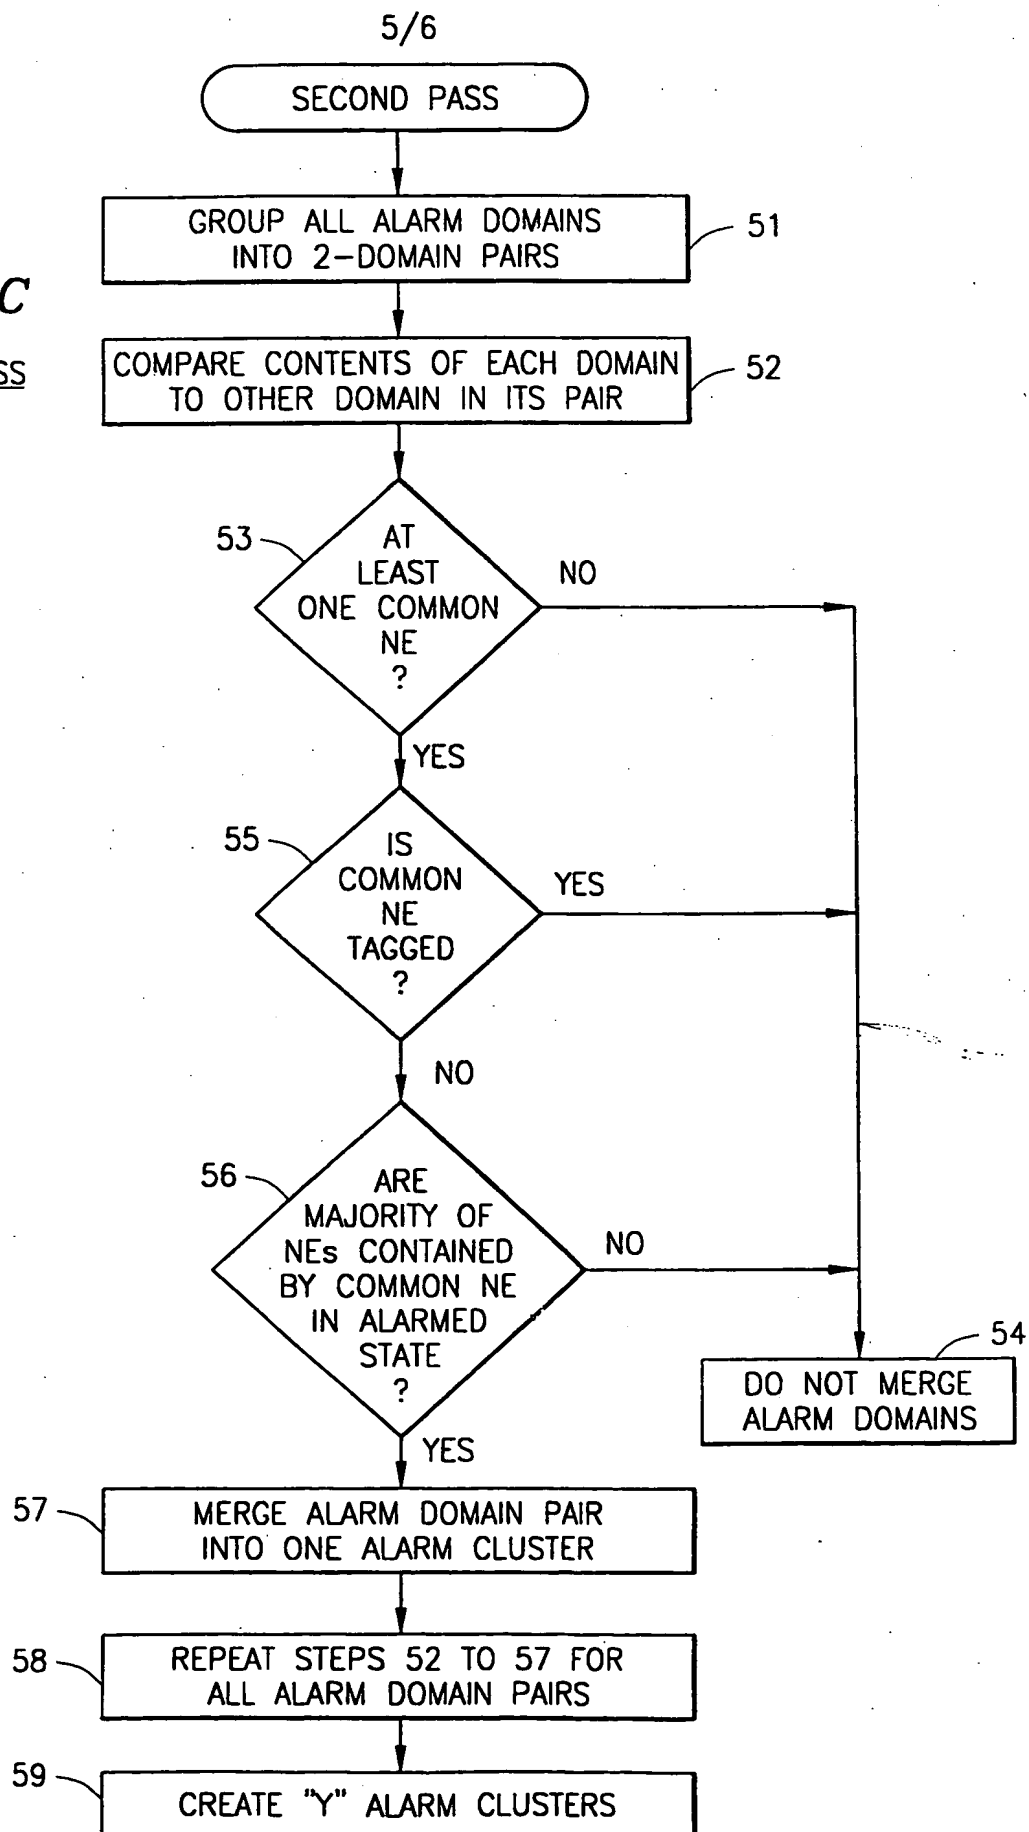 5/6
SECOND PASS
GROUP ALL ALARM DOMAINS
INTO 2-DOMAIN PAIRS
51
C
SS
COMPARE CONTENTS OF EACH DOMAIN
TO OTHER DOMAIN IN ITS PAIR
52
53
AT
LEAST
ONE COMMON
NE
?
NO
YES
55
IS
COMMON
NE
TAGGED
?
YES
NO
56
ARE
MAJORITY OF
NEs CONTAINED
BY COMMON NE
IN ALARMED
STATE
?
NO
54
DO NOT MERGE
ALARM DOMAINS
YES
57
MERGE ALARM DOMAIN PAIR
INTO ONE ALARM CLUSTER
58
REPEAT STEPS 52 TO 57 FOR
ALL ALARM DOMAIN PAIRS
59
CREATE "Y" ALARM CLUSTERS